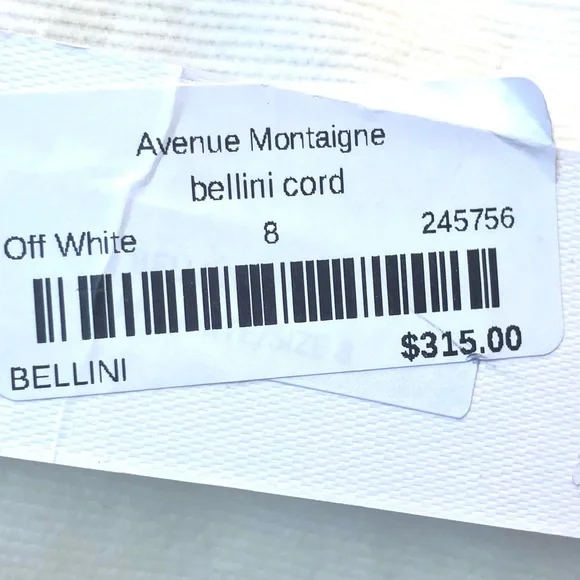 Avenue Montaigne
bellini cord
Off White 8 245756
$315.00
BELLINI